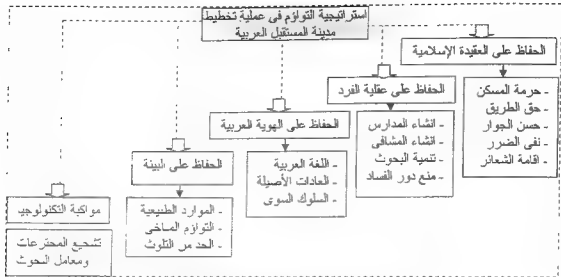 استراتيجية التواؤم فى عملية تخطيط
مدينة المستقبل العربية
الحفاظ على العقيدة الإسلامية
- حرمة المسكن
- حق الطريق
- حسن الجوار
- نفى الضرر
- اقامة الشعائر
الحفاظ على عقلية الفرد
- انشاء المدارس
- انشاء المشافى
- تنمية البحوث
- منع دور الفساد
الحفاظ على الهوية العربية
- اللغة العربية
- العادات الأصيلة
- السلوك السوى
الحفاظ على البيئة
- الموارد الطبيعية
- التواؤم المناخى
- الحد من التلوث
مواكبة التكنولوجيا
تشجيع المخترعات
ومعامل البحوث